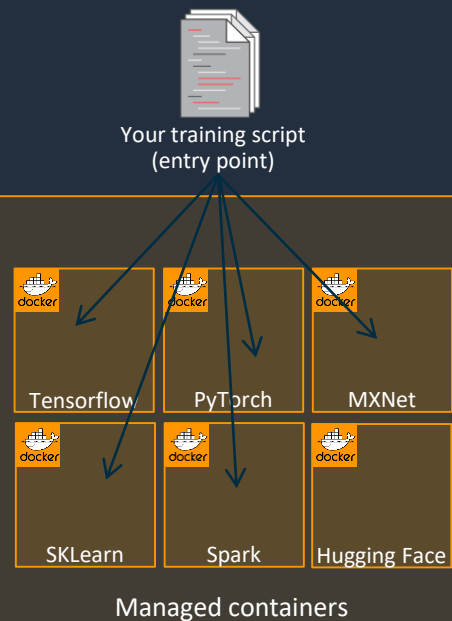 Your training script
(entry point)
docker
docker
docker
Tensorflow
PyTorch
MXNet
docker
docker
docker
SKLearn
Spark
Hugging Face
Managed containers